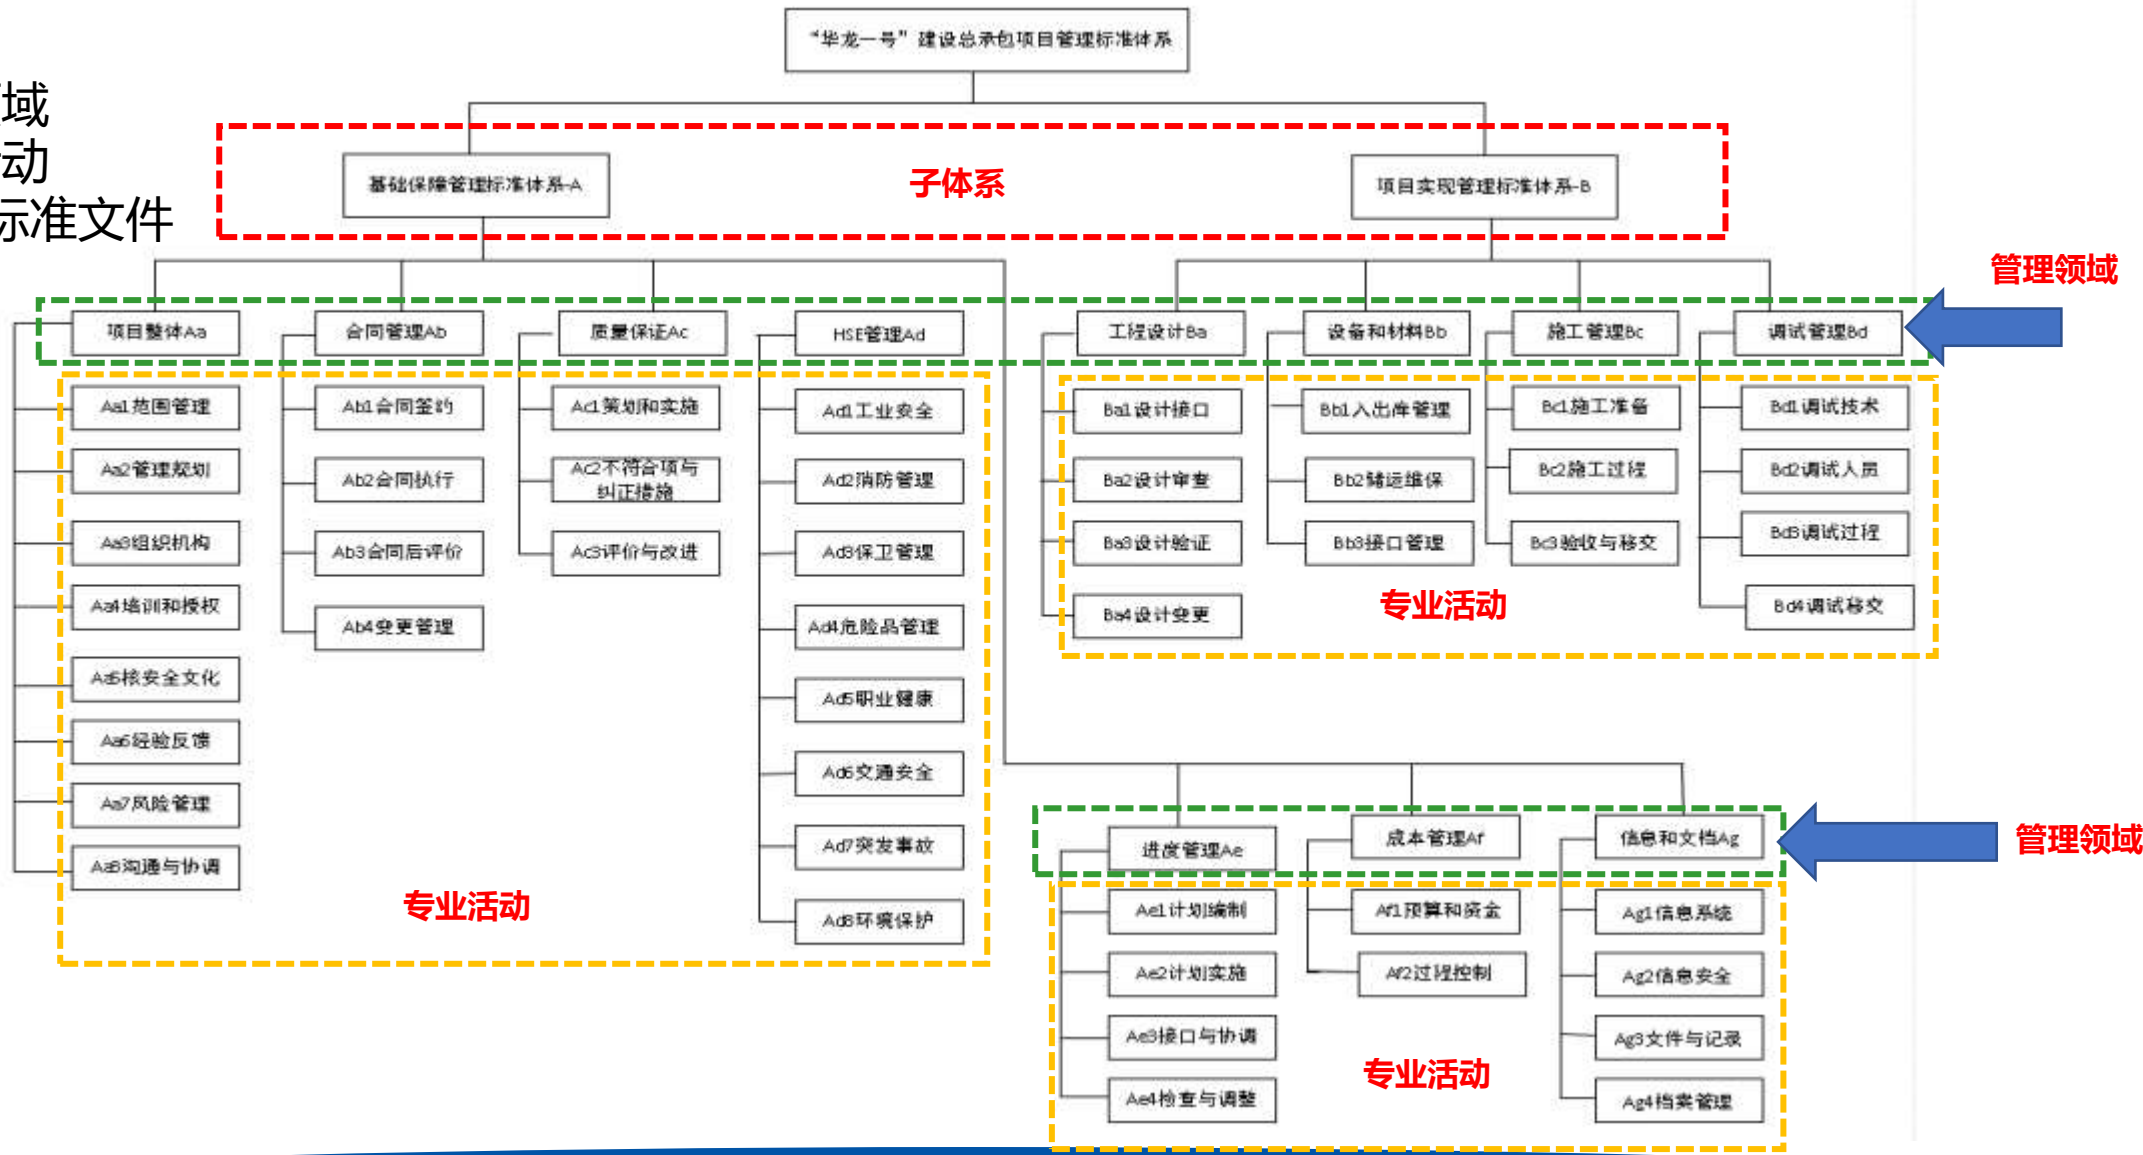 “华龙一号”建设总承包项目管理标准体系
域
动
标准文件
基础保障管理标准体系-A
子体系
项目实现管理标准体系-B
管理领域
项目整体Aa
合同管理Ab
质量保证Ac
HSE管理Ad
工程设计Ba
设备和材料Bb
施工管理Bc
调试管理Bd
Aa1范围管理
Aa2管理规划
Aa3组织机构
Aa4培训和授权
Aa5核安全文化
Aa6经验反馈
Aa7风险管理
Aa8沟通与协调
Ab1合同签约
Ab2合同执行
Ab3合同后评价
Ab4变更管理
Ac1策划和实施
Ac2不符合项与
纠正措施
Ac3评价与改进
Ad1工业安全
Ad2消防管理
Ad3保卫管理
Ad4危险品管理
Ad5职业健康
Ad6交通安全
Ad7突发事故
Ad8环境保护
专业活动
Ba1设计接口
Ba2设计审查
Ba3设计验证
Ba4设计变更
Bb1入出库管理
Bb2储运维保
Bb3接口管理
Bc1施工准备
Bc2施工过程
Bc3验收与移交
Bd1调试技术
Bd2调试人员
Bd3调试过程
Bd4调试移交
专业活动
进度管理Ae
成本管理Af
信息和文档Ag
管理领域
Ae1计划编制
Ae2计划实施
Ae3接口与协调
Ae4检查与调整
Af1预算和资金
Af2过程控制
Ag1信息系统
Ag2信息安全
Ag3文件与记录
Ag4档案管理
专业活动